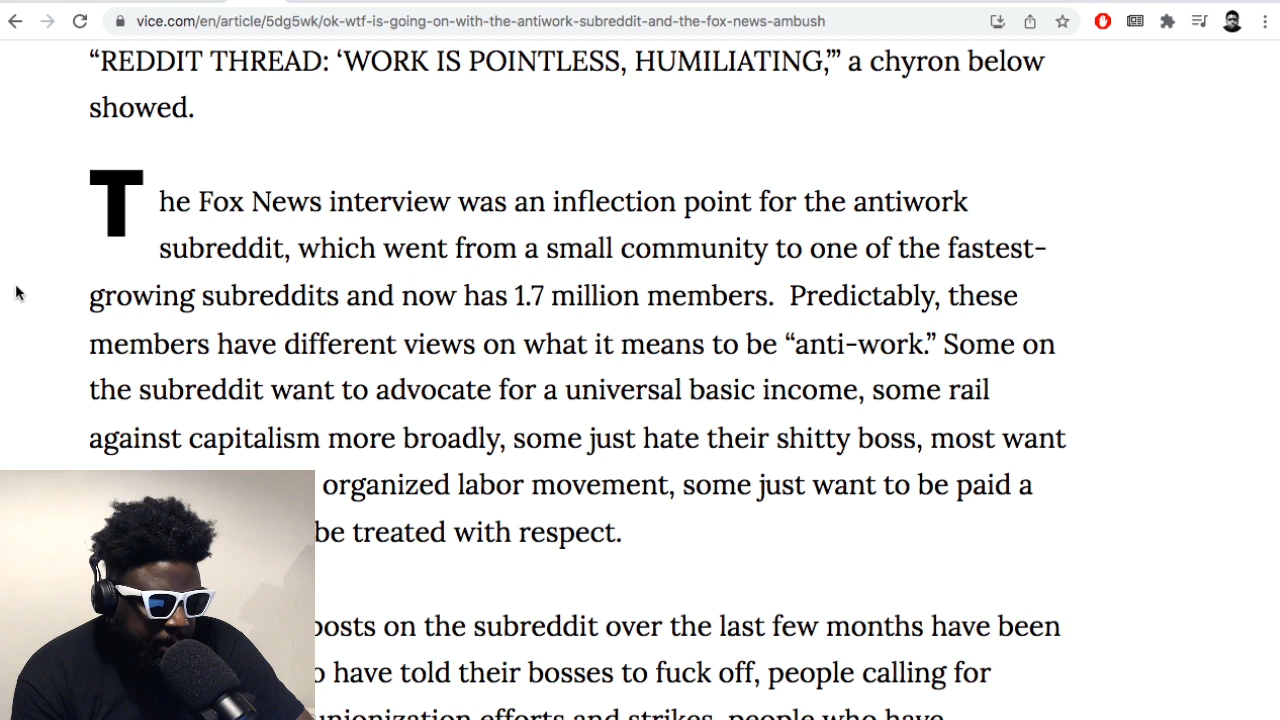 vice.com/en/article/5dg5wk/ok-wtf-is-going-on-with-the-antiwork-subreddit-and-the-fox-news-ambush
“REDDIT THREAD: ‘WORK IS POINTLESS, HUMILIATING,’” a chyron below
showed.
The Fox News interview was an inflection point for the antiwork
subreddit, which went from a small community to one of the fastest-
growing subreddits and now has 1.7 million members.  Predictably, these
members have different views on what it means to be “anti-work.” Some on
the subreddit want to advocate for a universal basic income, some rail
against capitalism more broadly, some just hate their shitty boss, most want
organized labor movement, some just want to be paid a
be treated with respect.
posts on the subreddit over the last few months have been
have told their bosses to fuck off, people calling for
unionization efforts and strikes, people who have